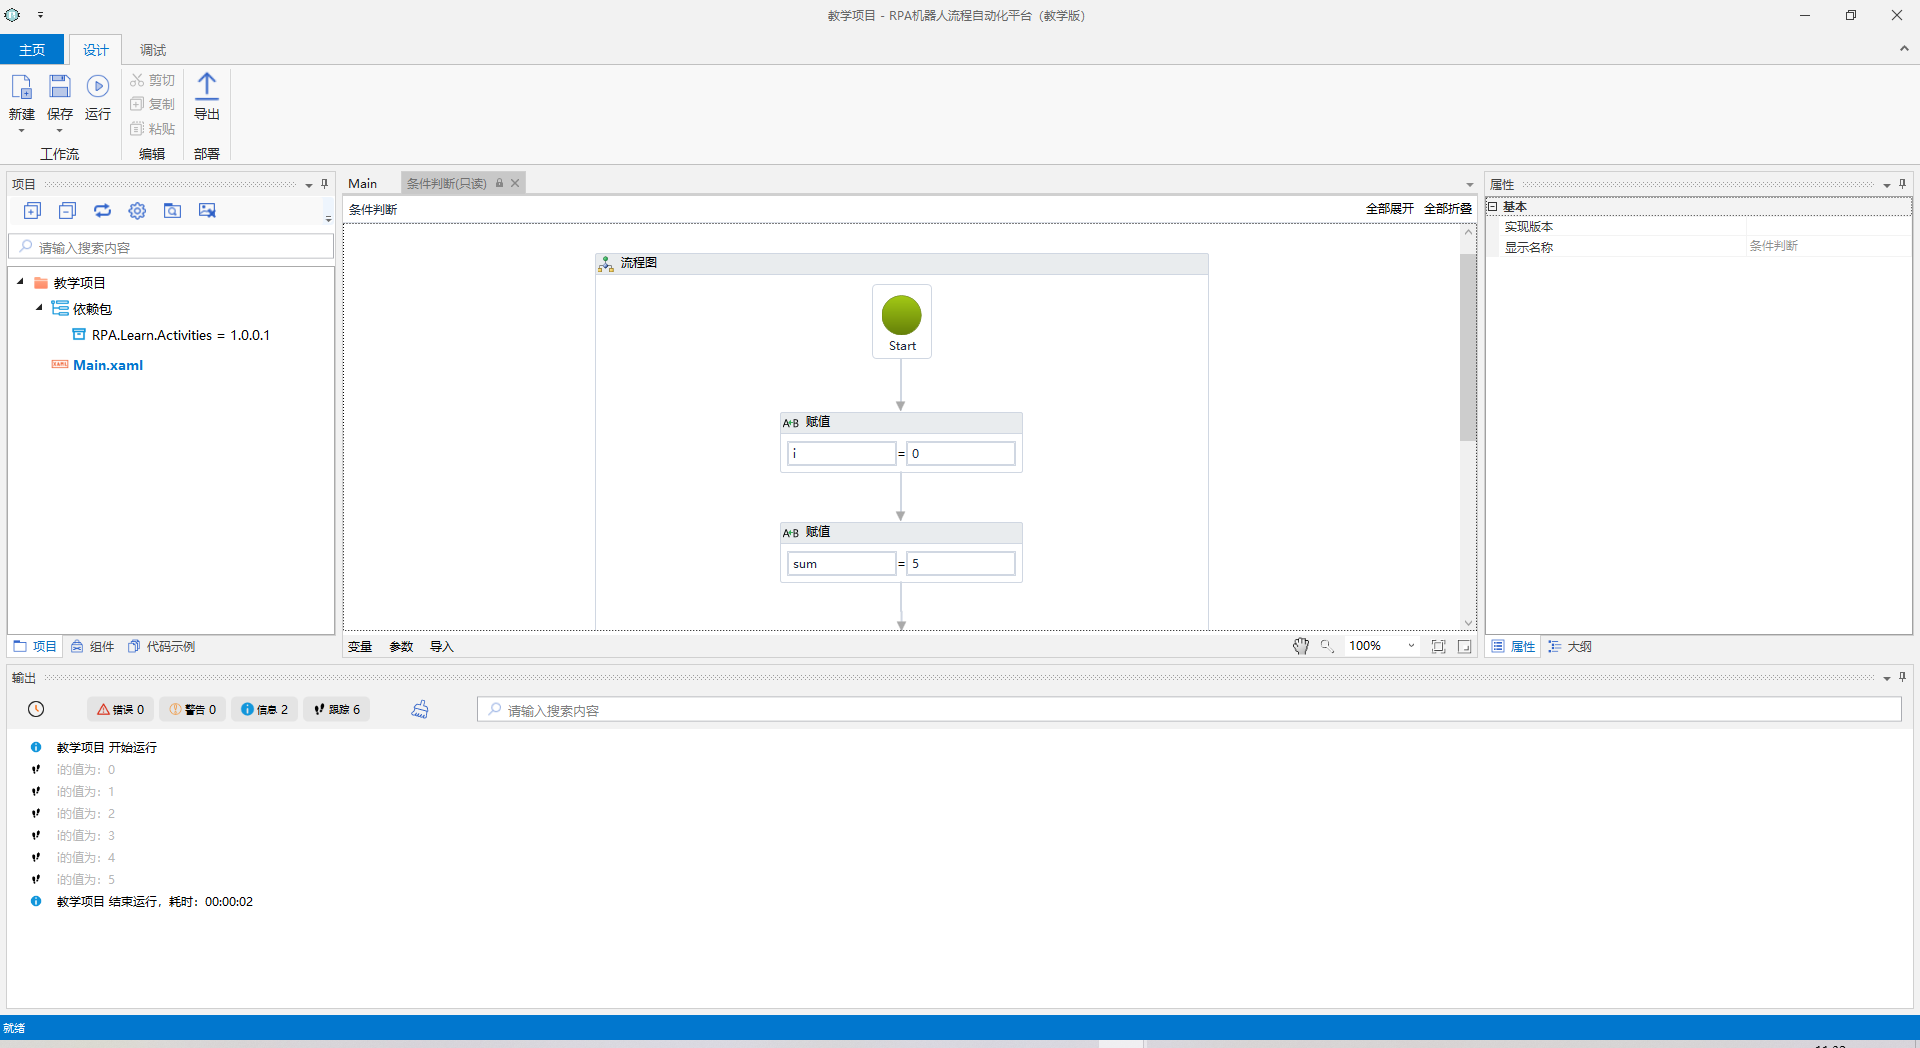 教学项目 - RPA机器人流程自动化平台（教学版）
主页 设计 调试
新建 保存 运行 剪切 复制 粘贴 导出
工作流 编辑 部署
项目
请输入搜索内容
教学项目
依赖包
RPA.Learn.Activities = 1.0.0.1
XAML Main.xaml
项目 组件 代码示例
Main 条件判断(只读)
条件判断 全部展开 全部折叠
流程图
Start
A+B 赋值
i = 0
A+B 赋值
sum = 5
变量 参数 导入 100%
属性
基本
实现版本
显示名称 条件判断
属性 大纲
输出
错误 0 警告 0 信息 2 跟踪 6 请输入搜索内容
教学项目 开始运行
i的值为：0
i的值为：1
i的值为：2
i的值为：3
i的值为：4
i的值为：5
教学项目 结束运行，耗时：00:00:02
就绪